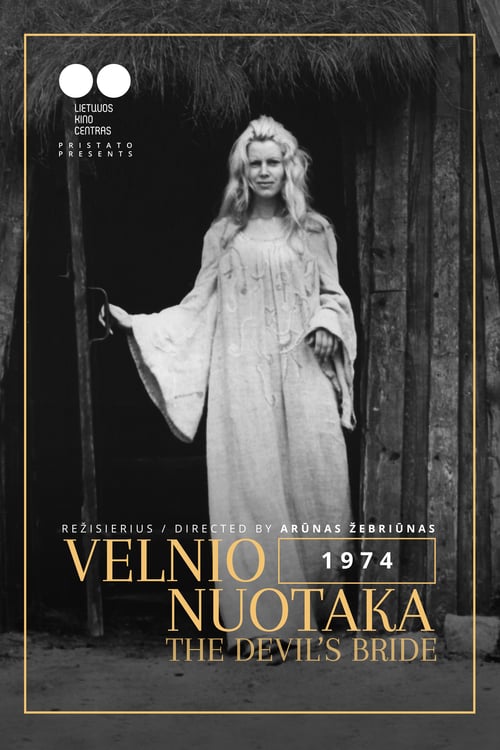 LIETUVOS
KINO
CENTRAS
PRISTATO
PRESENTS
REŽISIERIUS / DIRECTED BY ARŪNAS ŽEBRIŪNAS
VELNIO 1974
NUOTAKA
THE DEVIL'S BRIDE